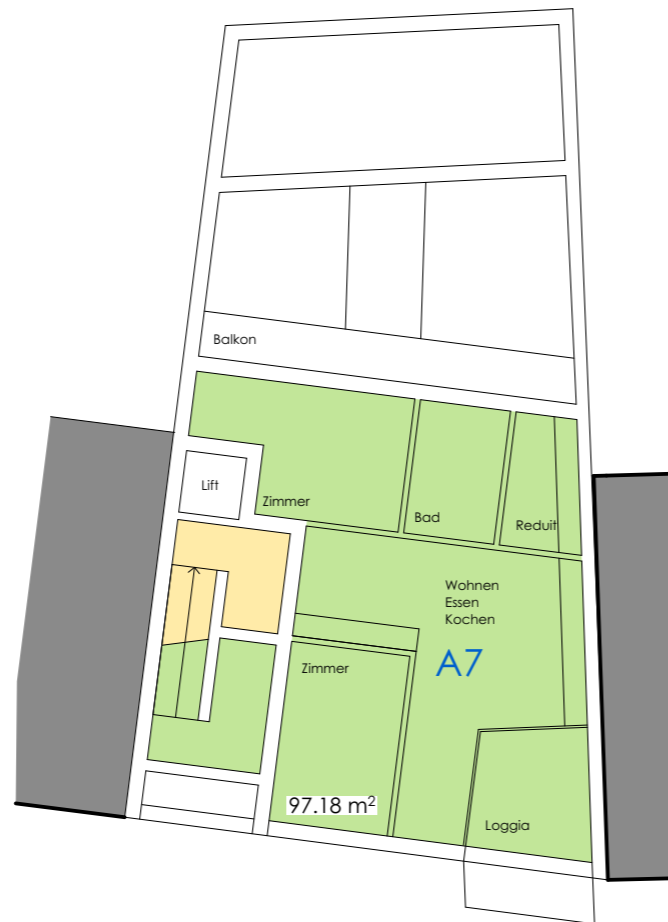 Balkon
Lift
Zimmer
Bad
Reduit
Wohnen
Essen
Kochen
A7
Zimmer
97.18 m²
Loggia